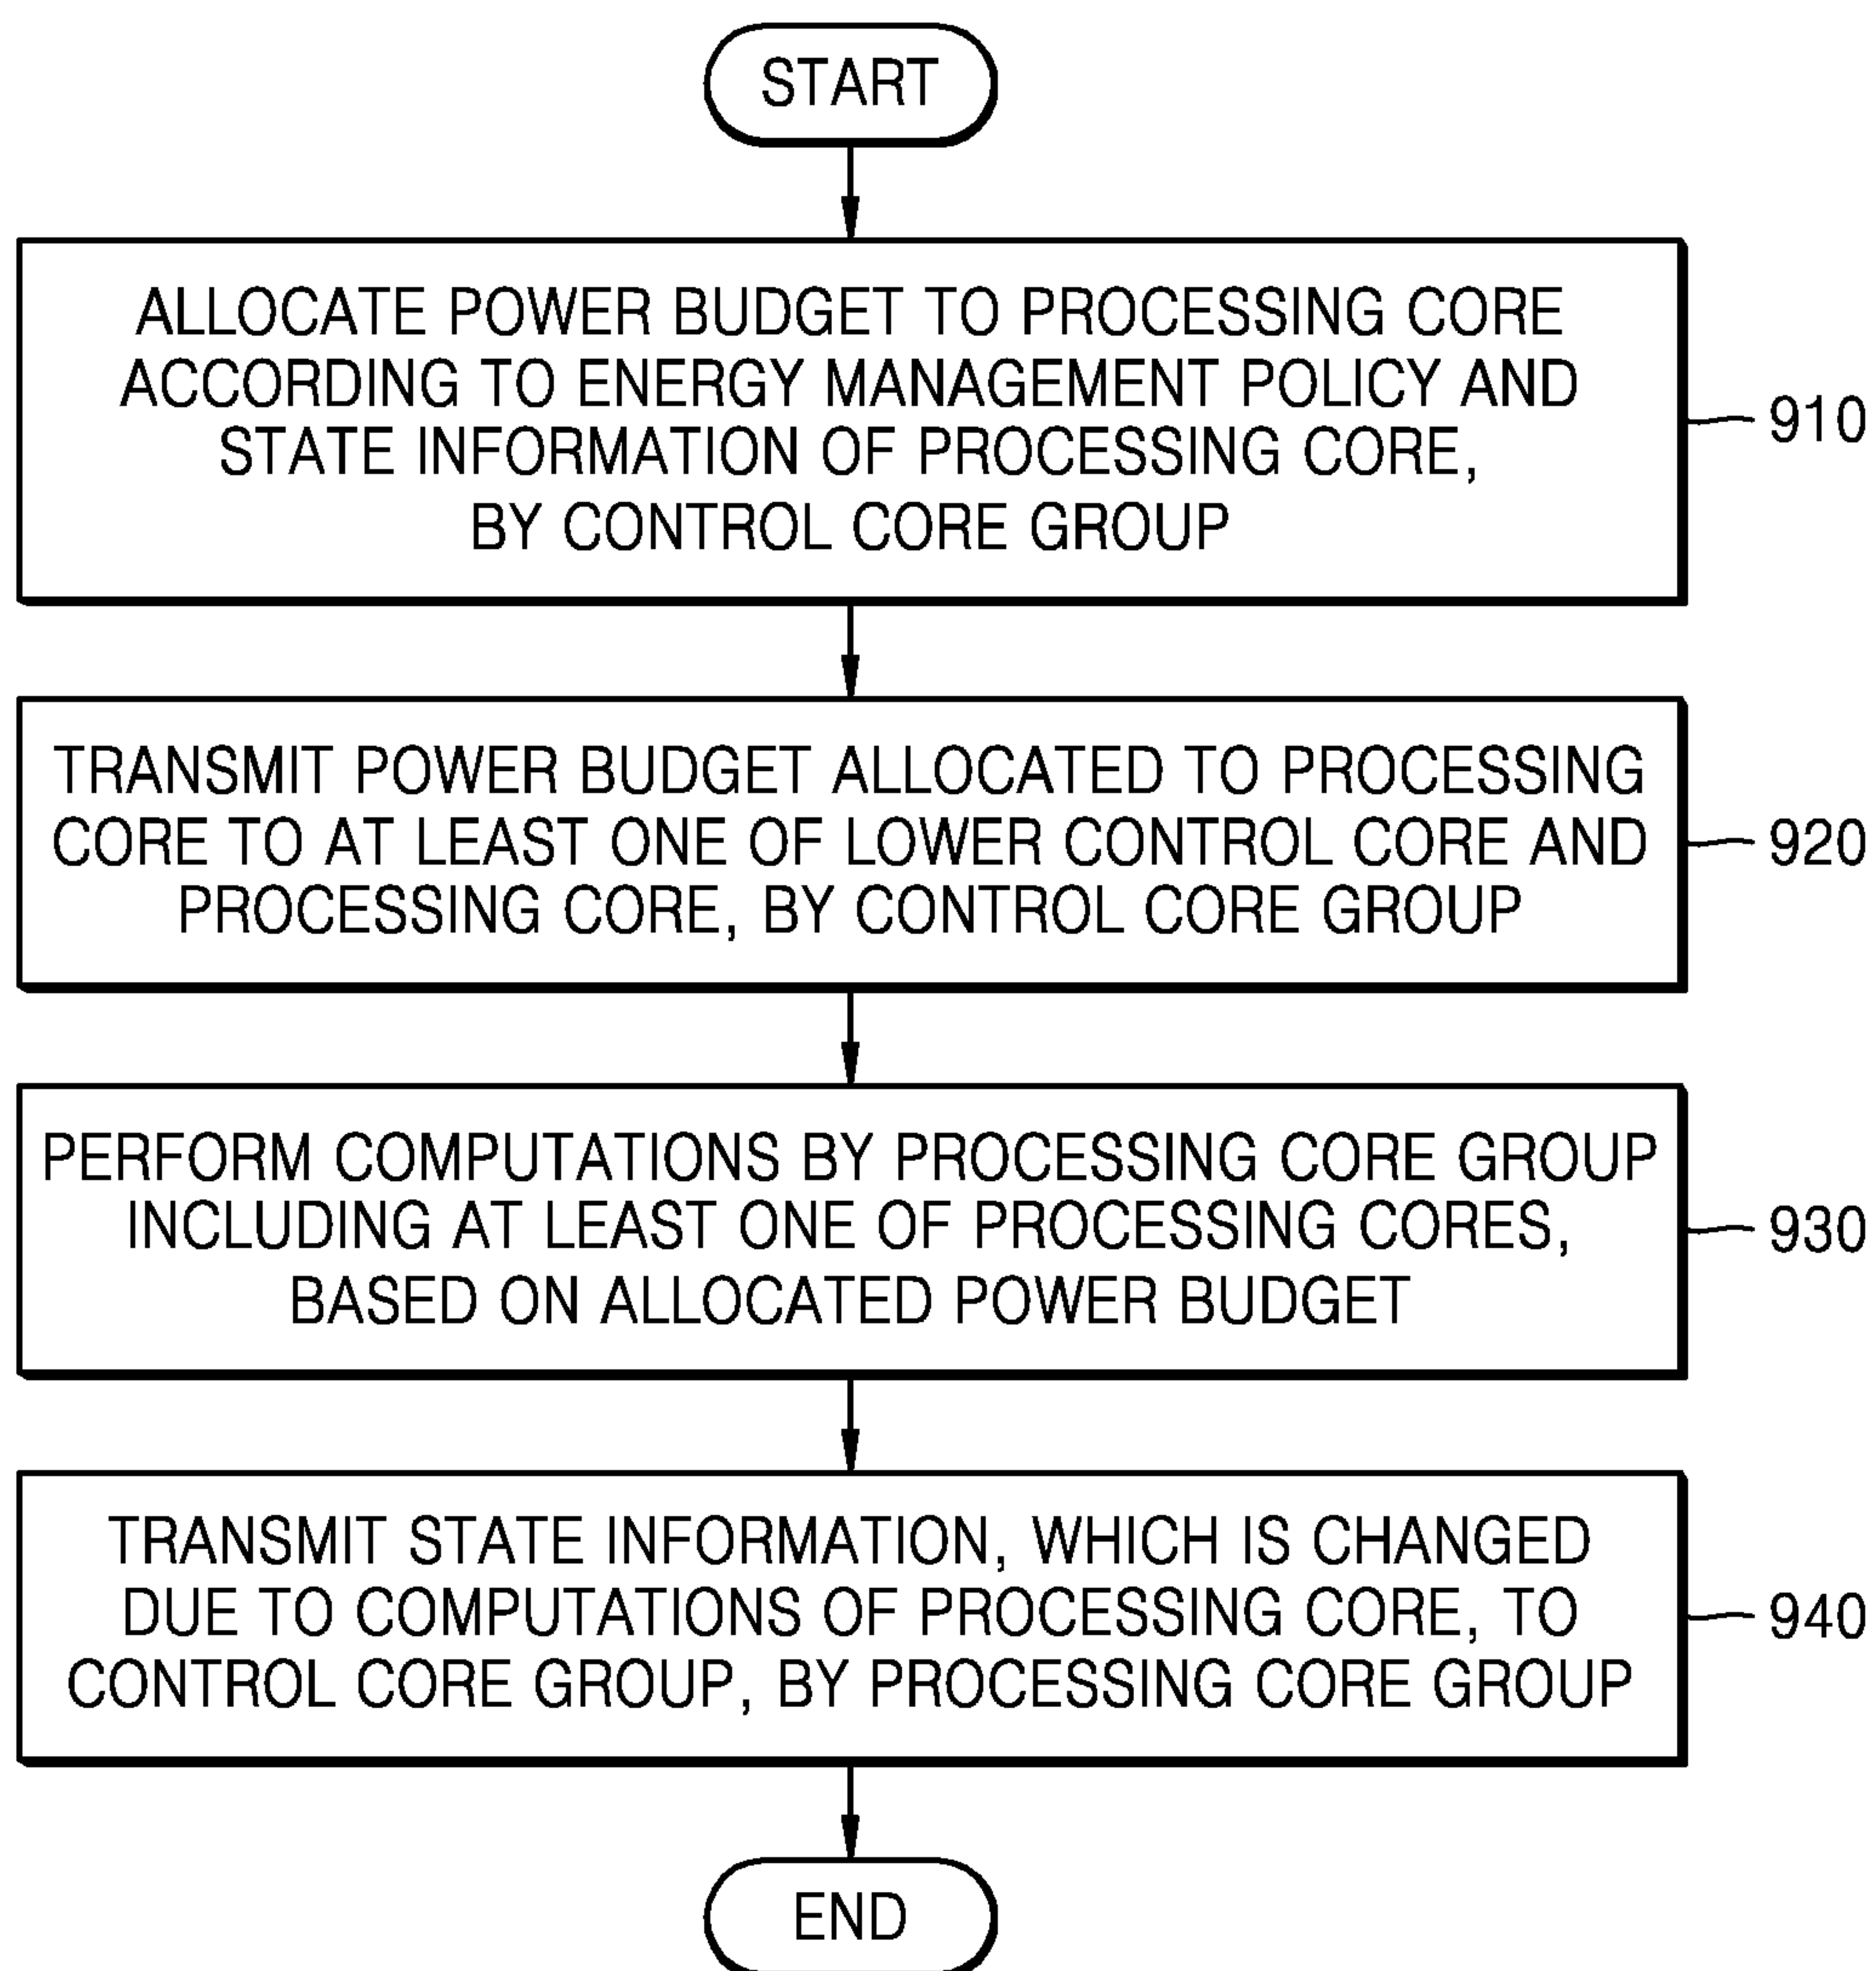 START
ALLOCATE POWER BUDGET TO PROCESSING CORE
ACCORDING TO ENERGY MANAGEMENT POLICY AND
STATE INFORMATION OF PROCESSING CORE,
BY CONTROL CORE GROUP
910
TRANSMIT POWER BUDGET ALLOCATED TO PROCESSING
CORE TO AT LEAST ONE OF LOWER CONTROL CORE AND
PROCESSING CORE, BY CONTROL CORE GROUP
920
PERFORM COMPUTATIONS BY PROCESSING CORE GROUP
INCLUDING AT LEAST ONE OF PROCESSING CORES,
BASED ON ALLOCATED POWER BUDGET
930
TRANSMIT STATE INFORMATION, WHICH IS CHANGED
DUE TO COMPUTATIONS OF PROCESSING CORE, TO
CONTROL CORE GROUP, BY PROCESSING CORE GROUP
940
END